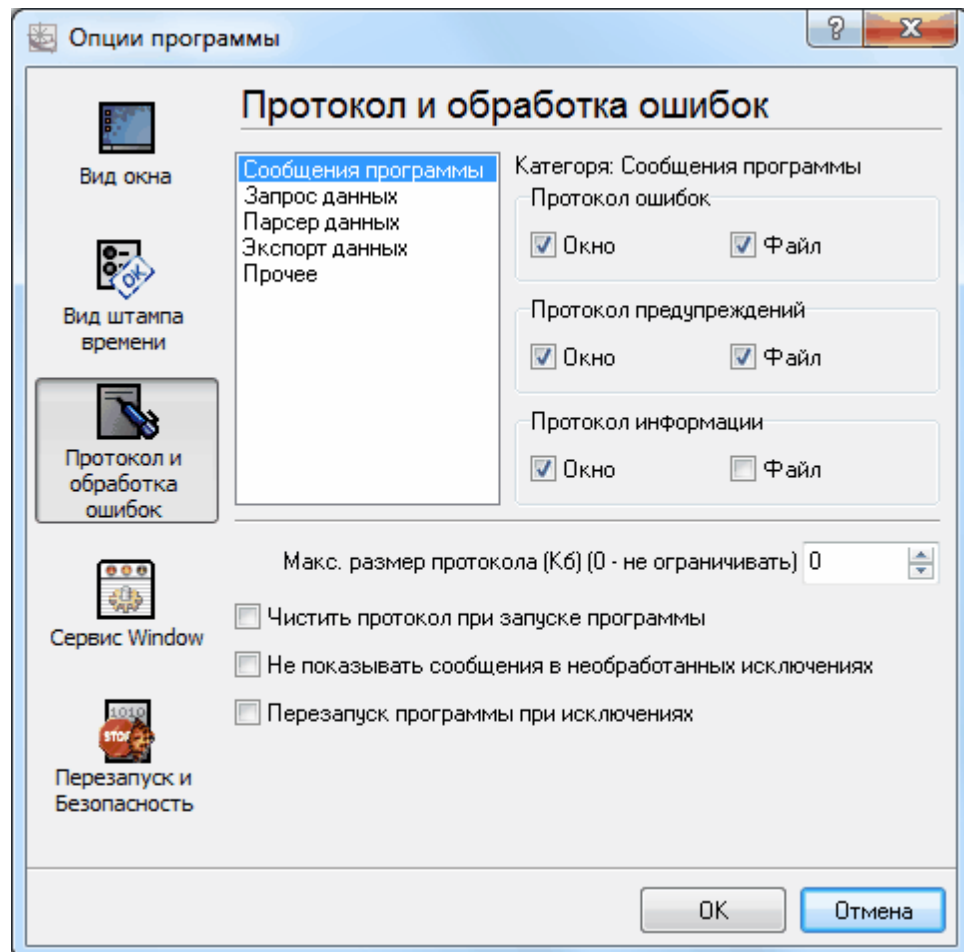 Опции программы
Вид окна
Вид штампа
времени
Протокол и
обработка
ошибок
Сервис Window
Перезапуск и
Безопасность
Протокол и обработка ошибок
Сообщения программы
Запрос данных
Парсер данных
Экспорт данных
Прочее
Категоря: Сообщения программы
Протокол ошибок
Окно Файл
Протокол предупреждений
Окно Файл
Протокол информации
Окно Файл
Макс. размер протокола (Кб) (0 - не ограничивать) 0
Чистить протокол при запуске программы
Не показывать сообщения в необработанных исключениях
Перезапуск программы при исключениях
OK Отмена